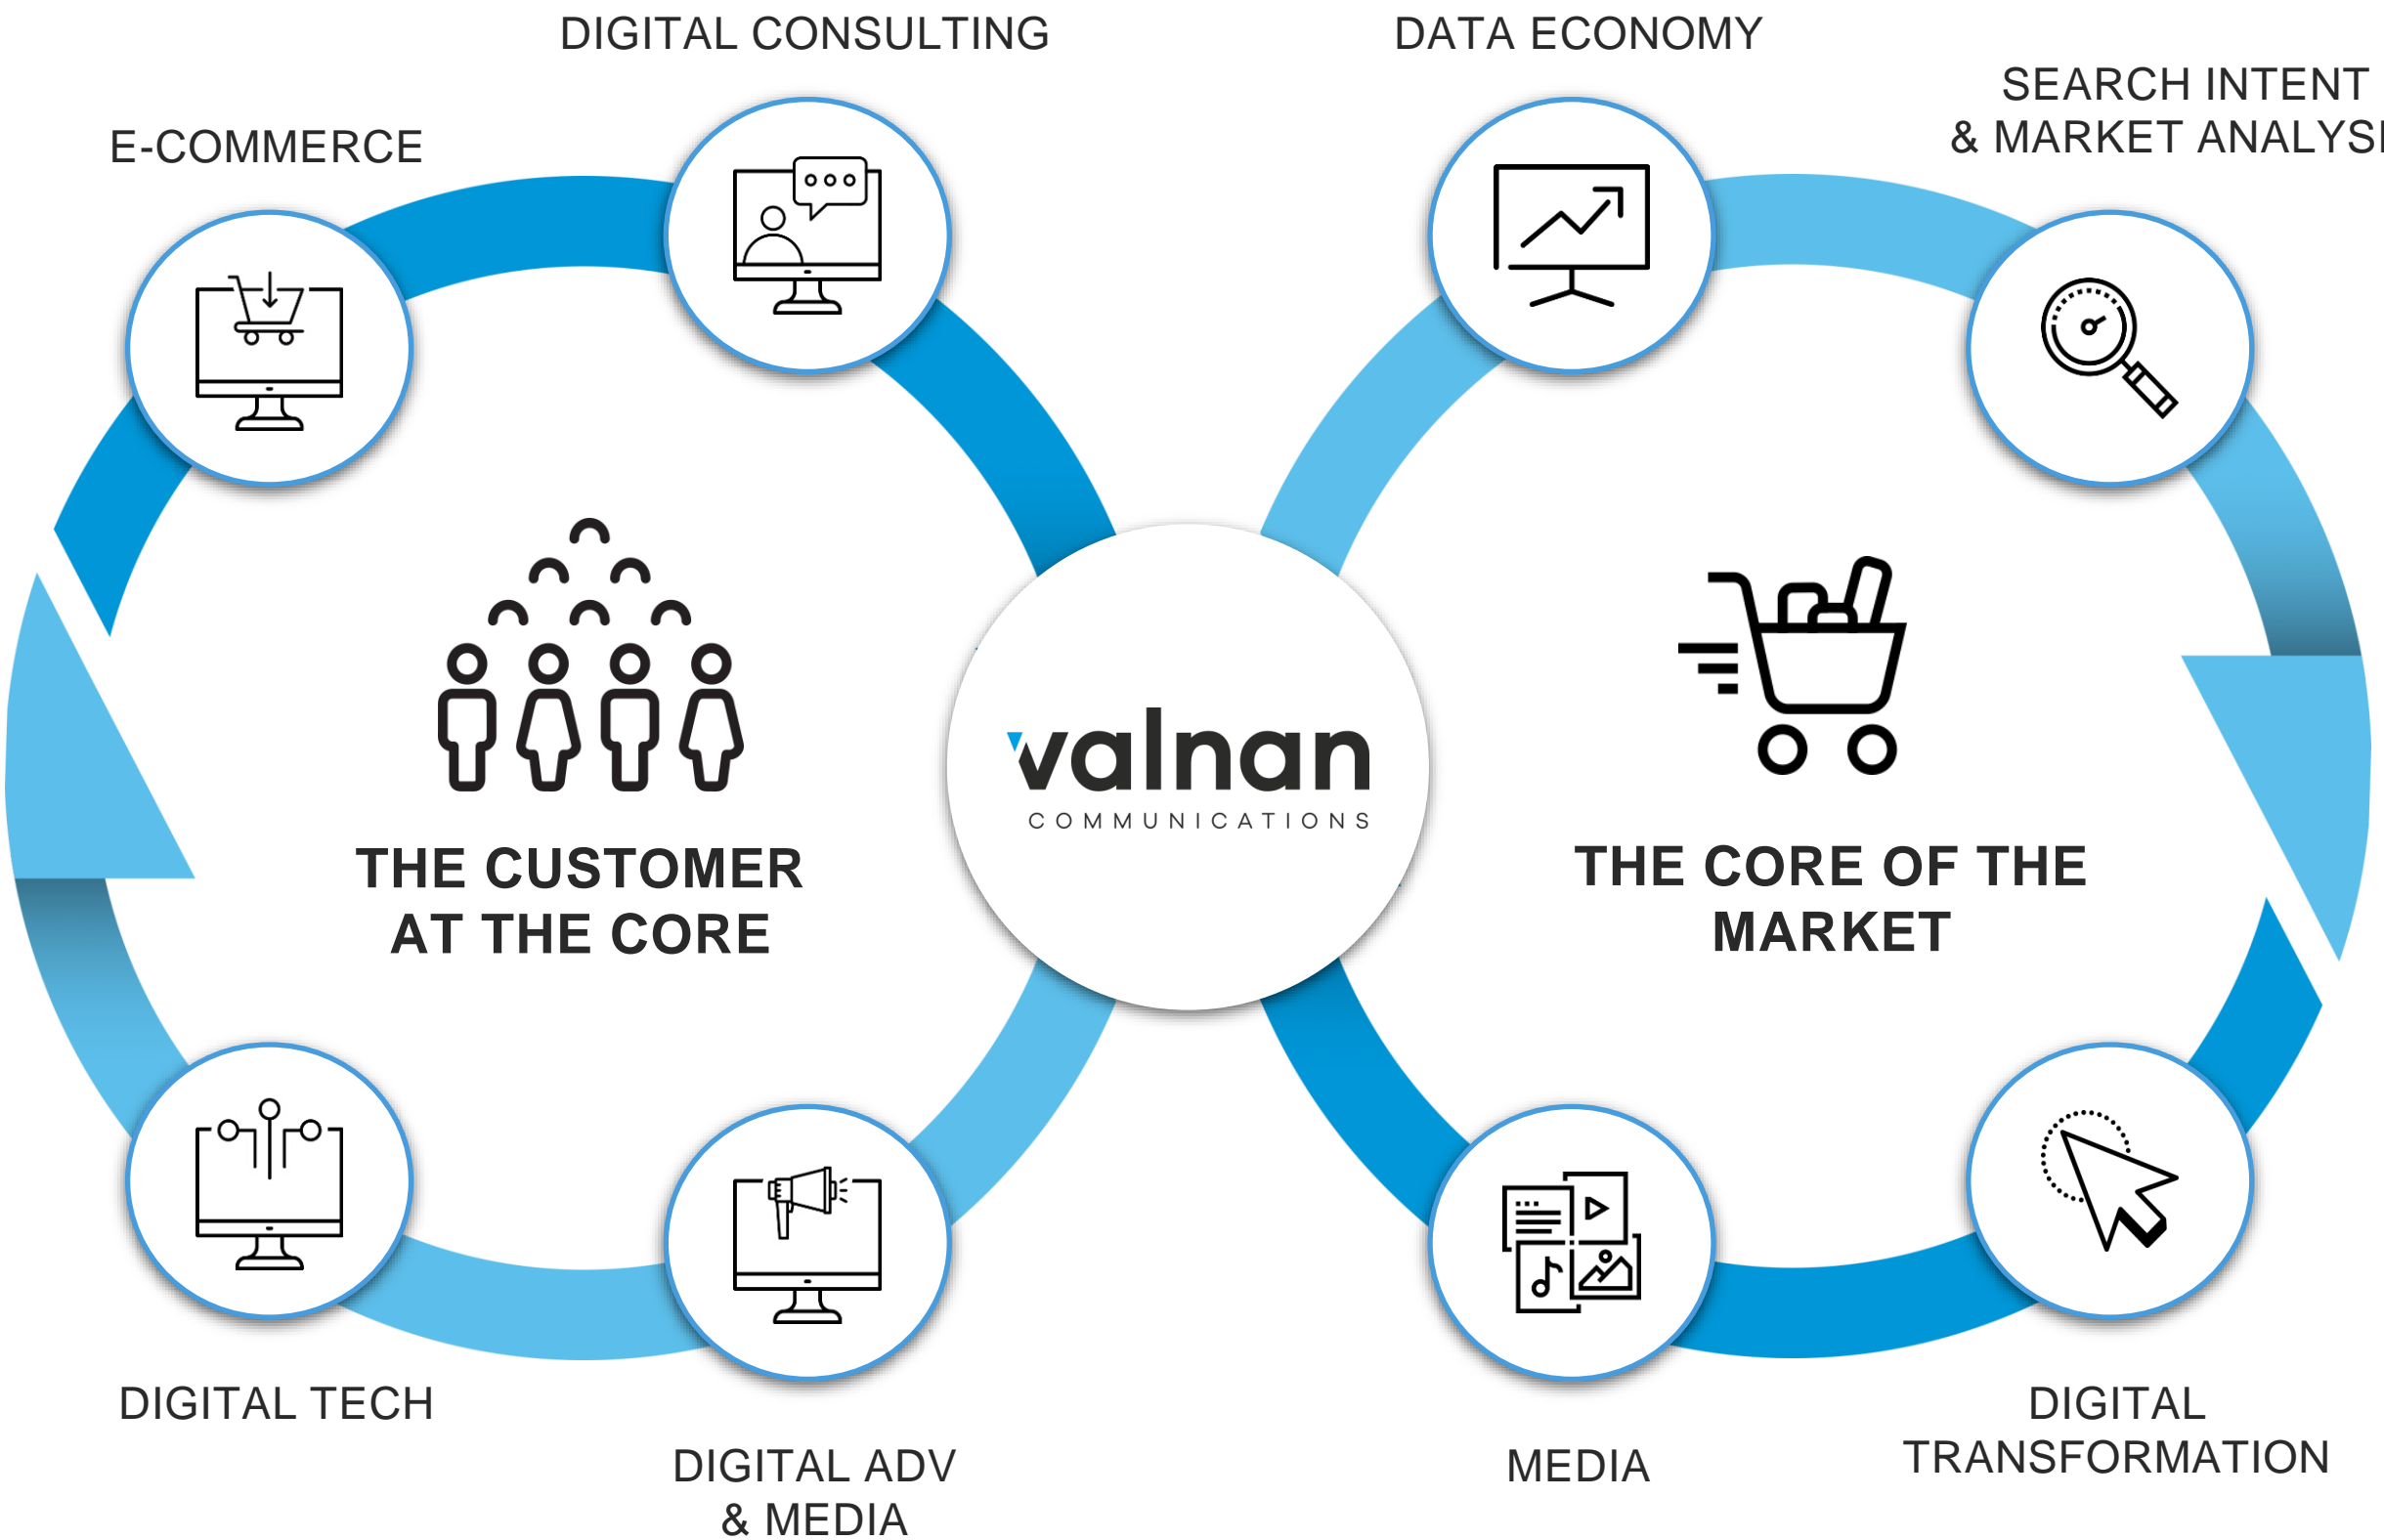 DIGITAL CONSULTING
DATA ECONOMY
SEARCH INTENT
& MARKET
E-COMMERCE
valnan
COMMUNICATIONS
THE CUSTOMER
AT THE CORE
THE CORE OF THE
MARKET
DIGITAL TECH
DIGITAL ADV
& MEDIA
MEDIA
DIGITAL
TRANSFORMATION